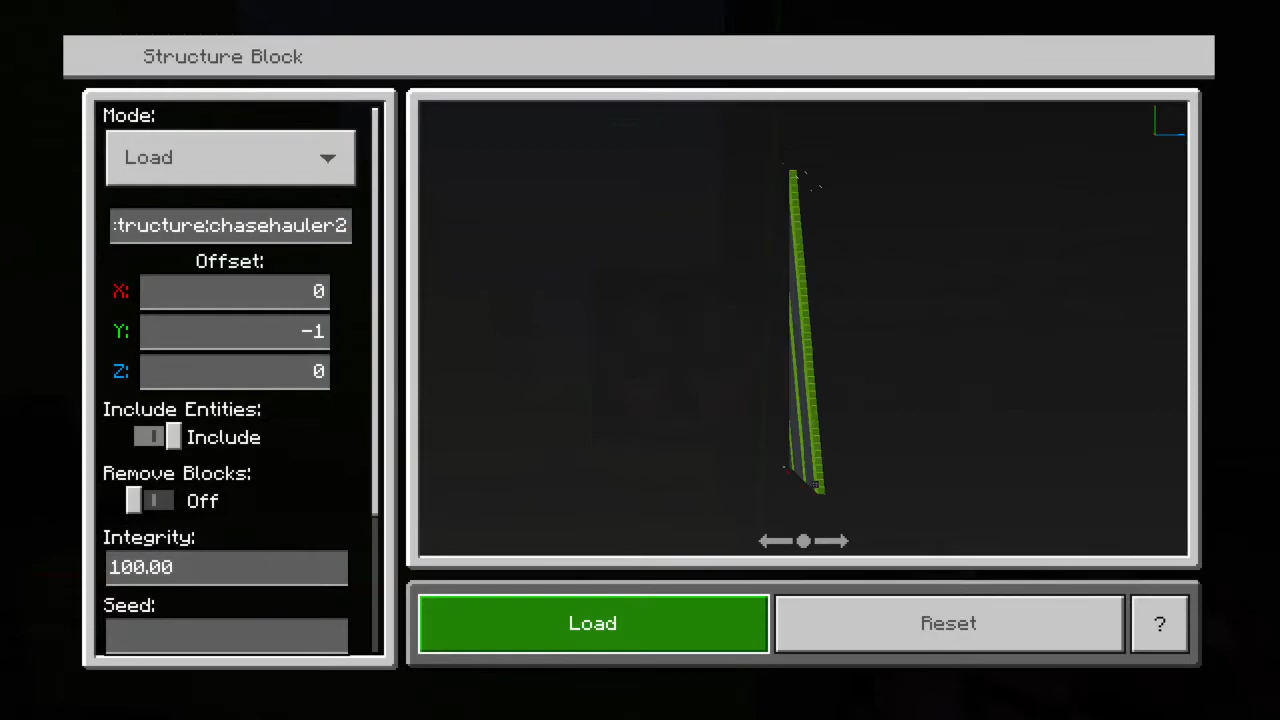 Structure Block
Mode:
Load
:tructure:chasehauler2
Offset:
X: 0
Y: -1
Z: 0
Include Entities:
Include
Remove Blocks:
Off
Integrity:
100.00
Seed:
Load
Reset
?